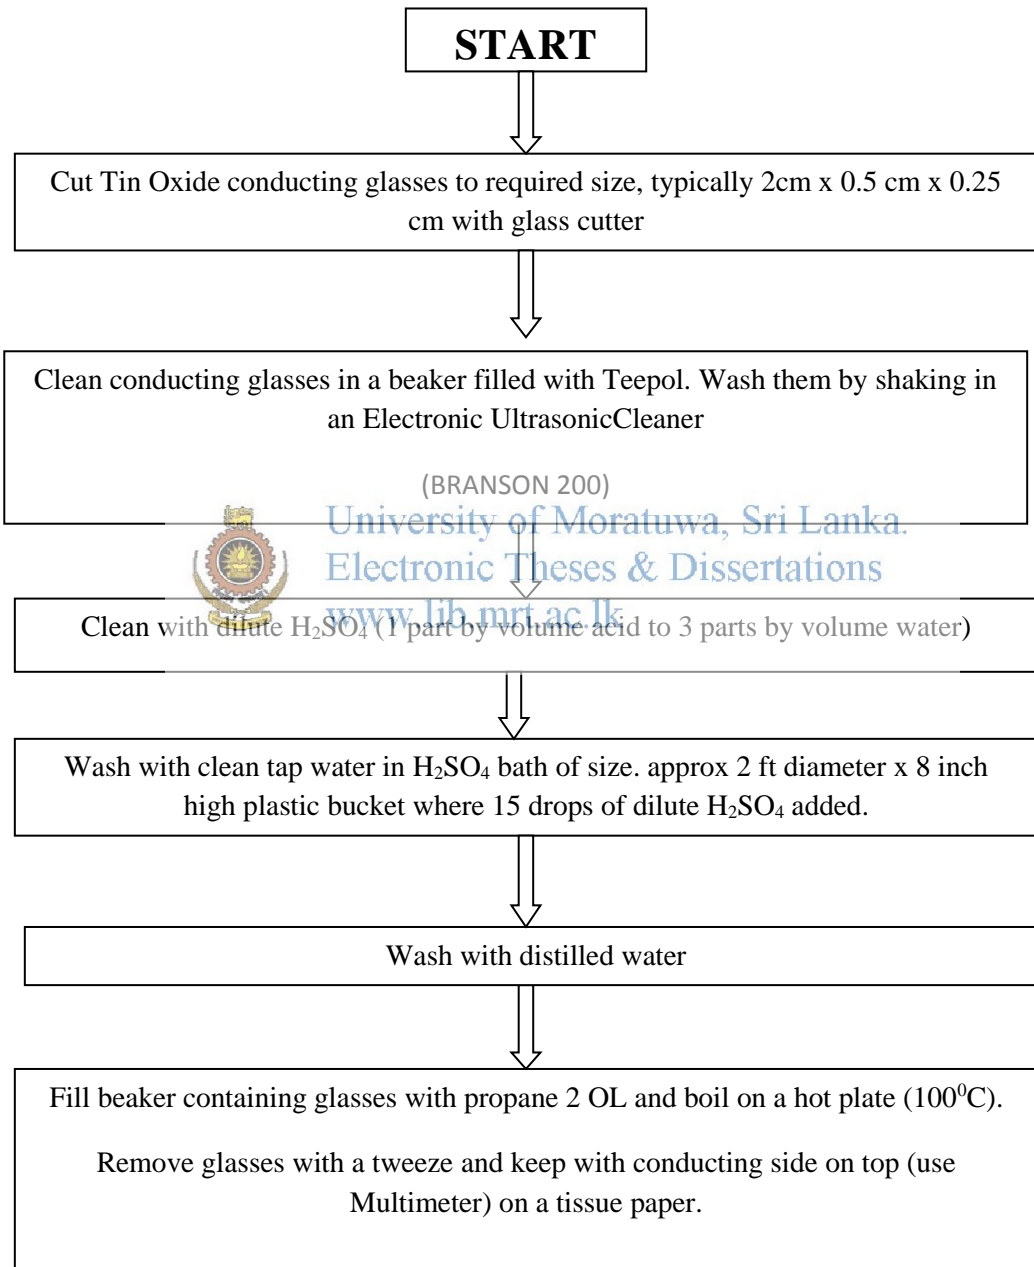 START
Cut Tin Oxide conducting glasses to required size, typically 2cm x 0.5 cm x 0.25
cm with glass cutter
Clean conducting glasses in a beaker filled with Teepol. Wash them by shaking in
an Electronic UltrasonicCleaner
(BRANSON 200)
University of Moratuwa, Sri Lanka.
Electronic Theses & Dissertations
www.lib.mrt.ac.lk
Clean with dilute H₂SO₄ (1 part by volume acid to 3 parts by volume water)
Wash with clean tap water in H₂SO₄ bath of size. approx 2 ft diameter x 8 inch
high plastic bucket where 15 drops of dilute H₂SO₄ added.
Wash with distilled water
Fill beaker containing glasses with propane 2 OL and boil on a hot plate (100⁰C).
Remove glasses with a tweeze and keep with conducting side on top (use
Multimeter) on a tissue paper.